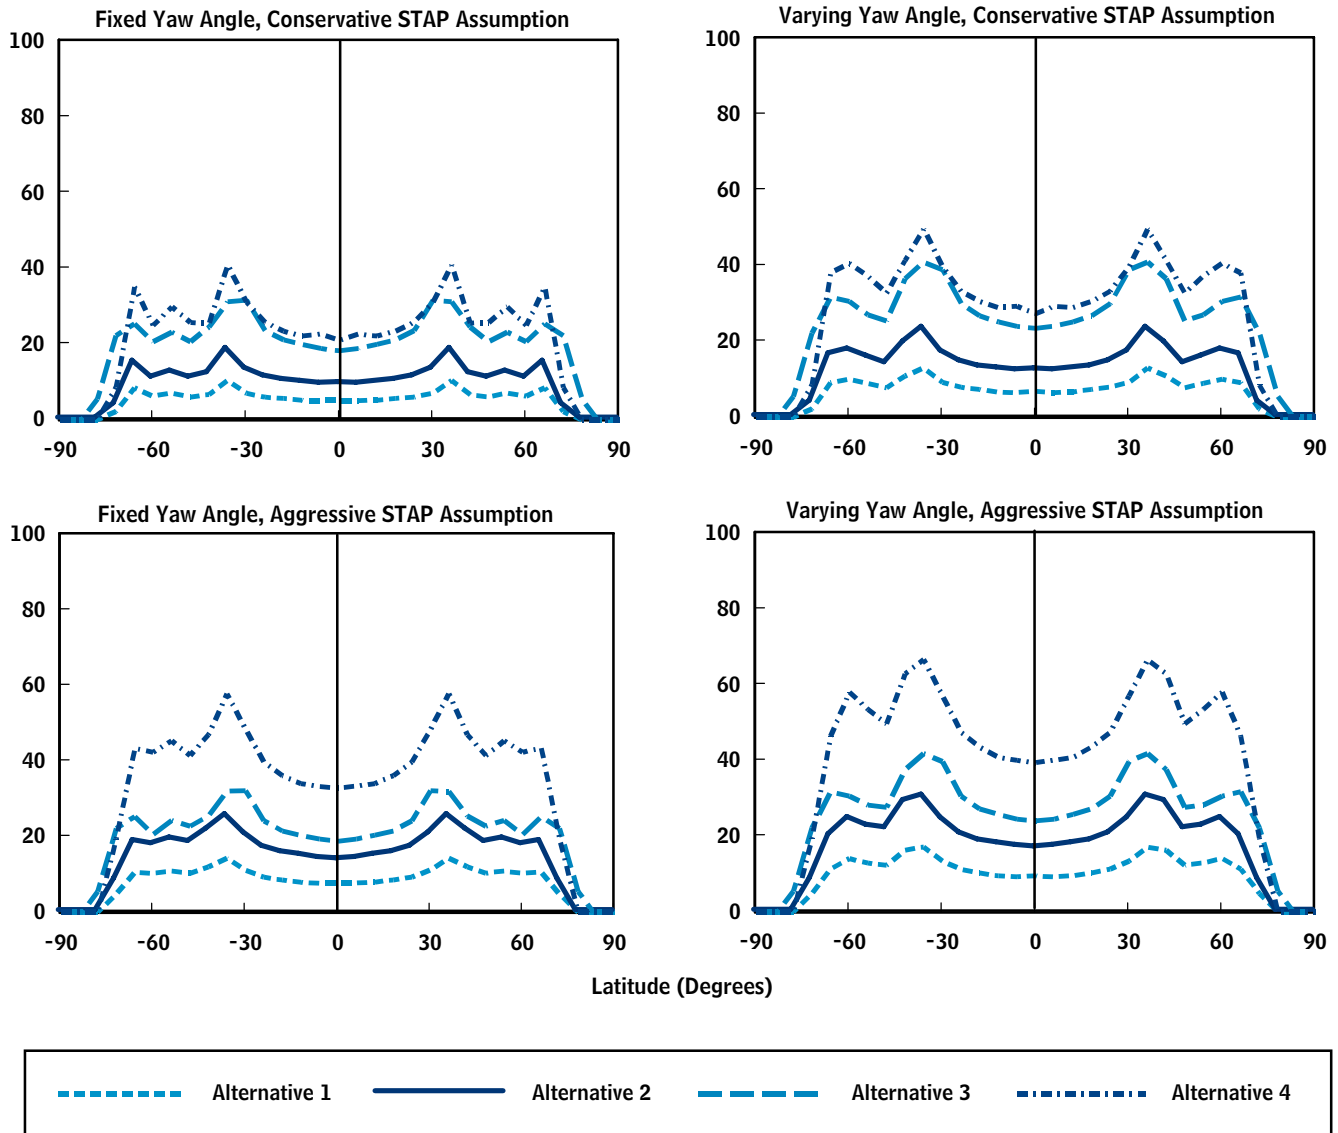 Fixed Yaw Angle, Conservative STAP Assumption
100
80
60
40
20
0
-90 -60 -30 0 30 60 90
Varying Yaw Angle, Conservative STAP Assumption
100
80
60
40
20
0
-90 -60 -30 0 30 60 90
Fixed Yaw Angle, Aggressive STAP Assumption
100
80
60
40
20
0
-90 -60 -30 0 30 60 90
Varying Yaw Angle, Aggressive STAP Assumption
100
80
60
40
20
0
-90 -60 -30 0 30 60 90
Latitude (Degrees)
Alternative 1 Alternative 2 Alternative 3 Alternative 4